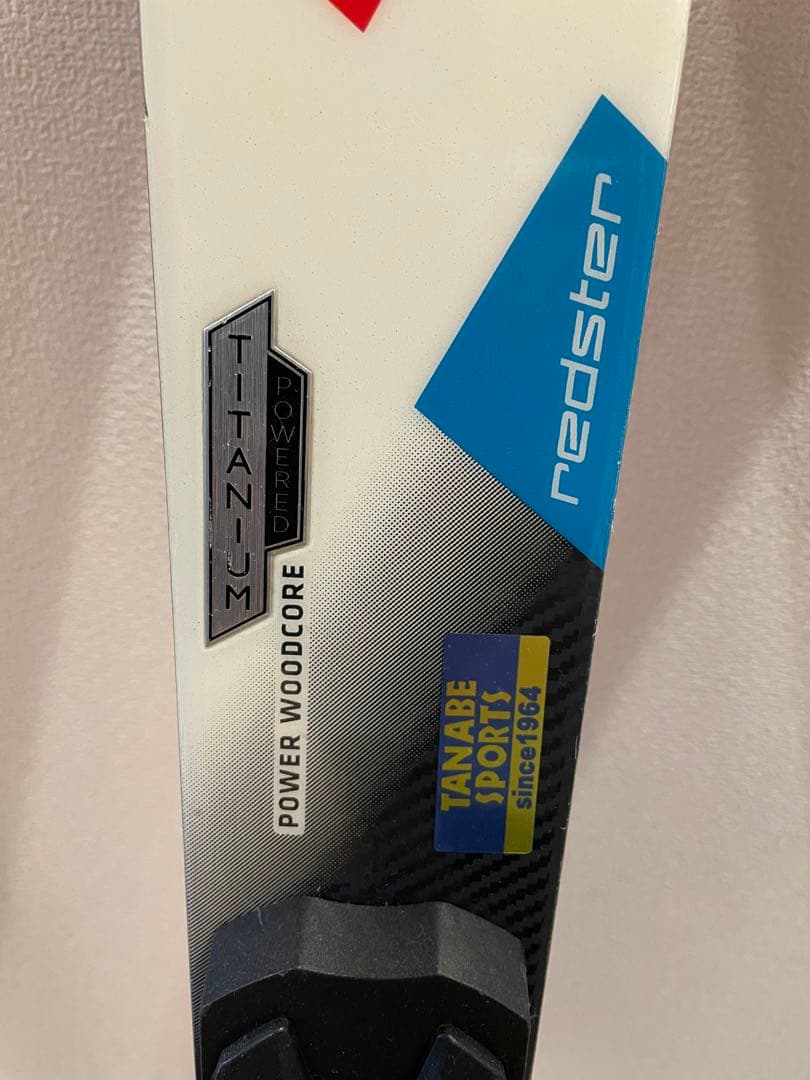 redster
TITANIUM
POWERED
POWER WOODCORE
TANABE
SPORTS
since1964